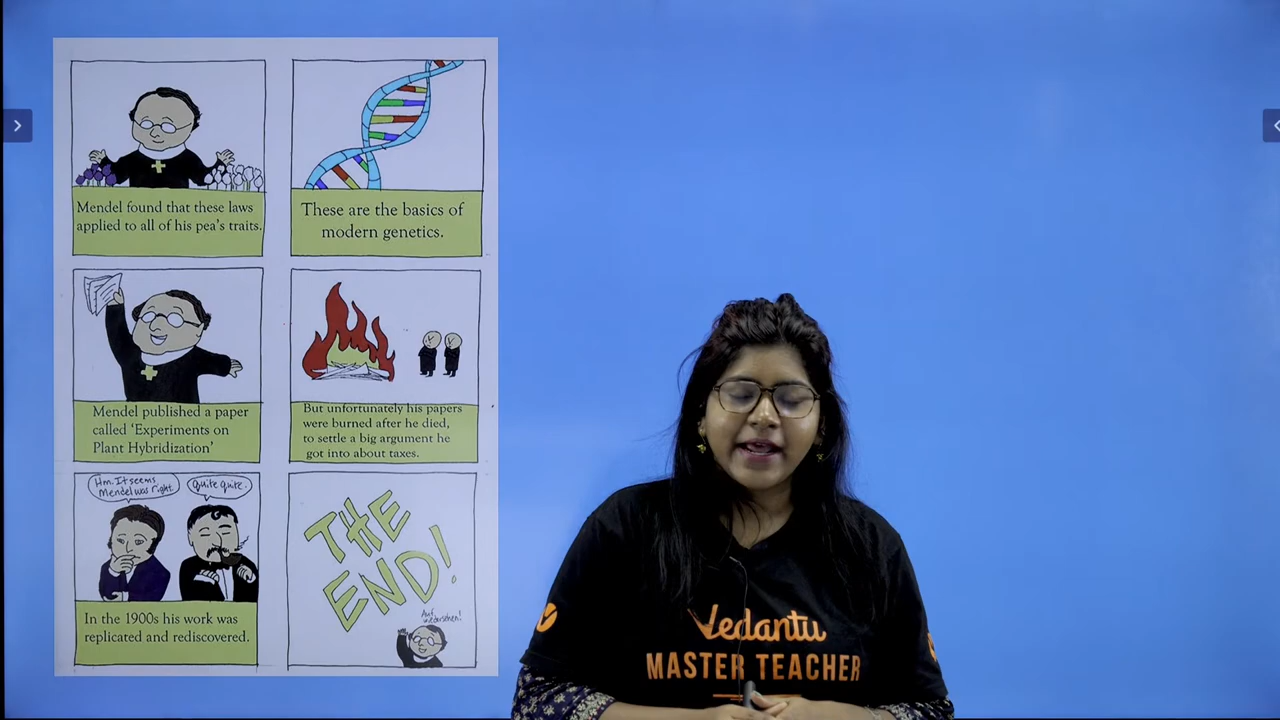 Mendel found that these laws
applied to all of his pea's traits.
These are the basics of
modern genetics.
Mendel published a paper
called 'Experiments on
Plant Hybridization'
But unfortunately his papers
were burned after he died,
to settle a big argument he
got into about taxes.
Hm. It seems
Mendel was right.
Quite quite.
In the 1900s his work was
replicated and rediscovered.
THE
END!
Auf
wiedersehen!
Vedantu
MASTER TEACHER